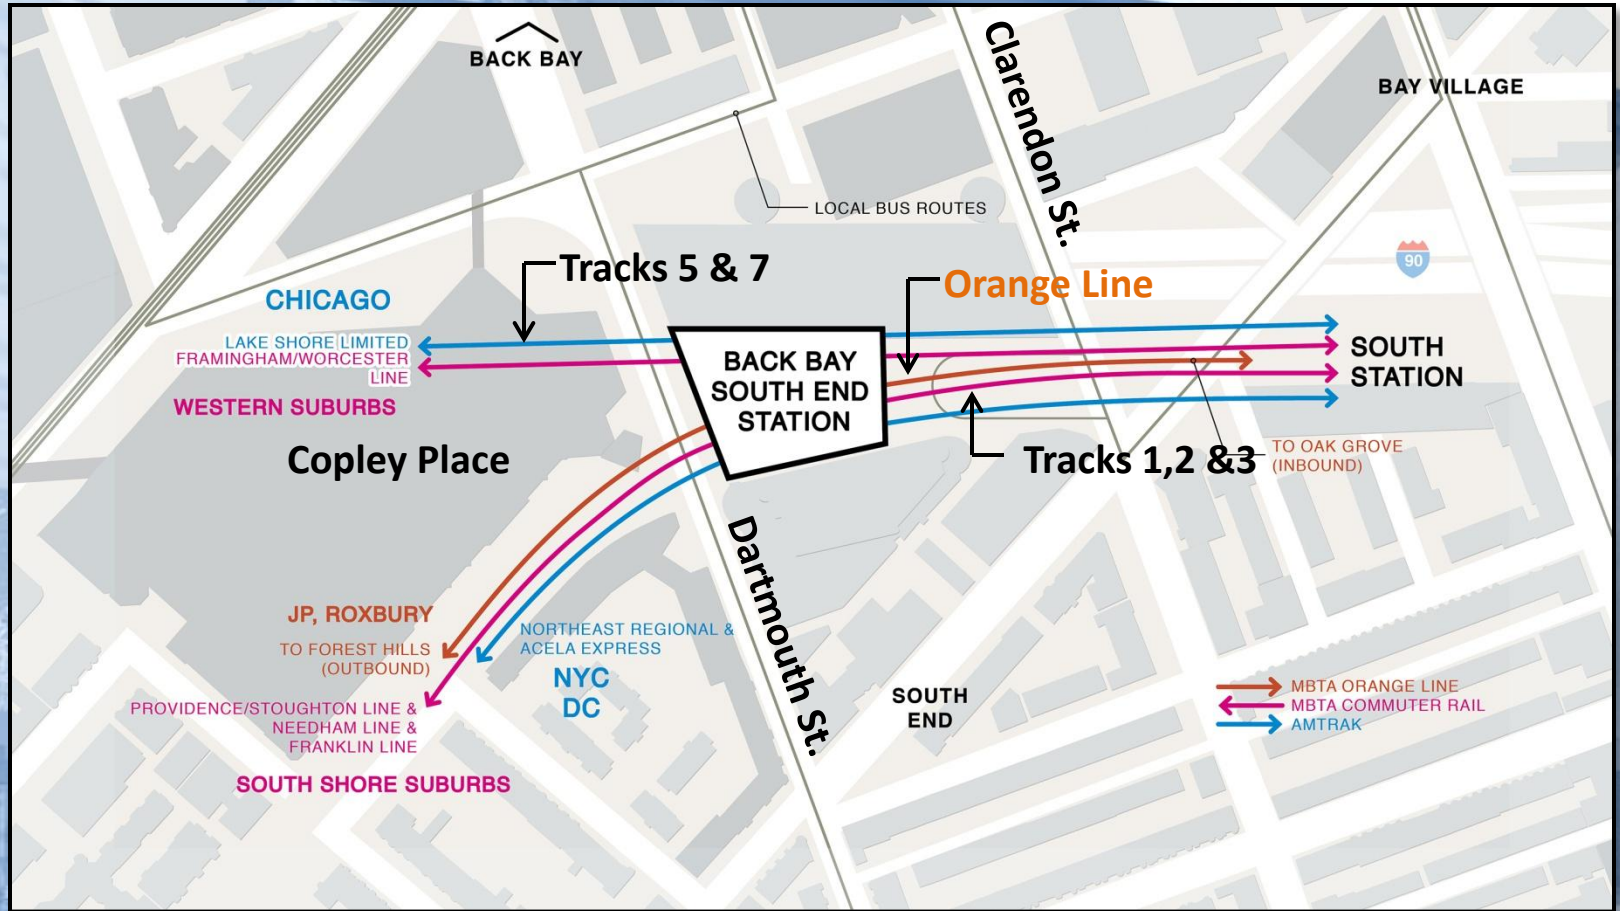 BACK BAY
Clarendon St.
BAY VILLAGE
LOCAL BUS ROUTES
Tracks 5 & 7
Orange Line
90
CHICAGO
LAKE SHORE LIMITED
FRAMINGHAM/WORCESTER
LINE
WESTERN SUBURBS
BACK BAY
SOUTH END
STATION
SOUTH
STATION
Copley Place
Tracks 1,2 &3
TO OAK GROVE
(INBOUND)
Dartmouth St.
JP, ROXBURY
TO FOREST HILLS
(OUTBOUND)
NORTHEAST REGIONAL &
ACELA EXPRESS
NYC
DC
PROVIDENCE/STOUGHTON LINE &
NEEDHAM LINE &
FRANKLIN LINE
SOUTH SHORE SUBURBS
SOUTH
END
MBTA ORANGE LINE
MBTA COMMUTER RAIL
AMTRAK